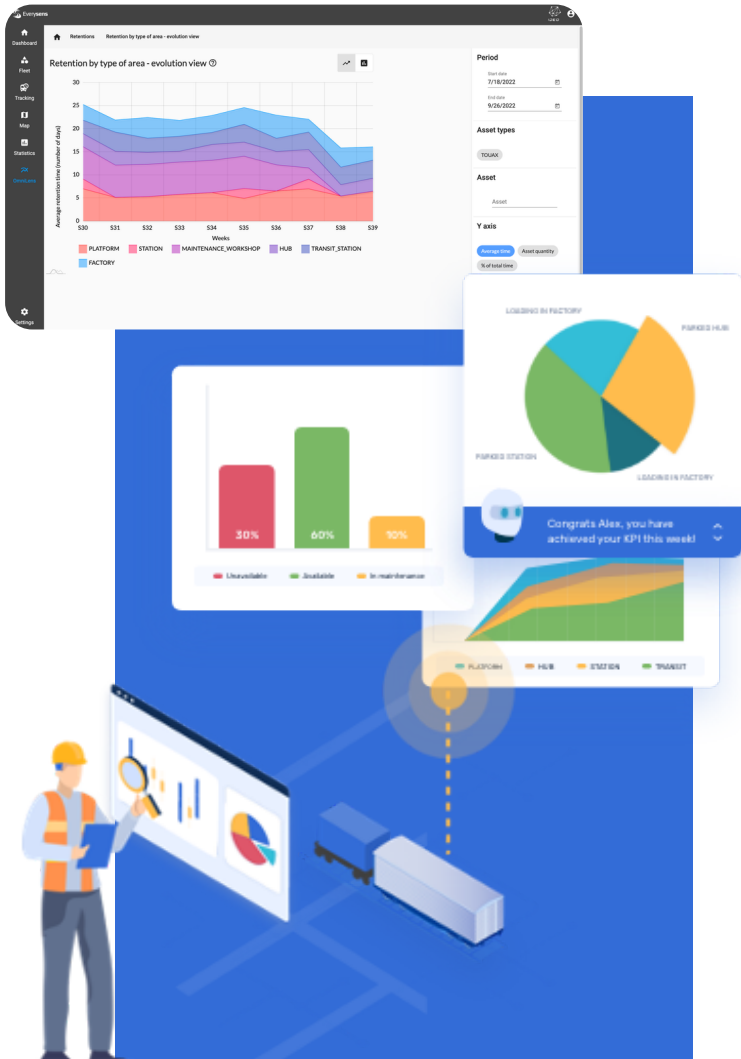 Everysens
LOG.U
Dashboard
Fleet
Tracking
Map
Statistics
Settings
Retentions Retention by type of area - evolution view
Retention by type of area - evolution view
Average retention time (number of days)
30
25
20
15
10
5
0
S30 S31 S32 S33 S34 S35 S36 S37 S38 S39
Weeks
PLATFORM STATION MAINTENANCE_WORKSHOP HUB TRANSIT_STATION
FACTORY
Period
Start date
7/18/2022
End date
9/26/2022
Asset types
TOUAX
Asset
Asset
Y axis
Average time Asset quantity
% of total time
LOADING IN FACTORY
PARKED HUB
PARKED STATION
LOADING IN FACTORY
Congrats Alex, you have
achieved your KPI this week!
30% 60% 10%
Unavailable Available In maintenance
PLATFORM HUB STATION TRANSIT